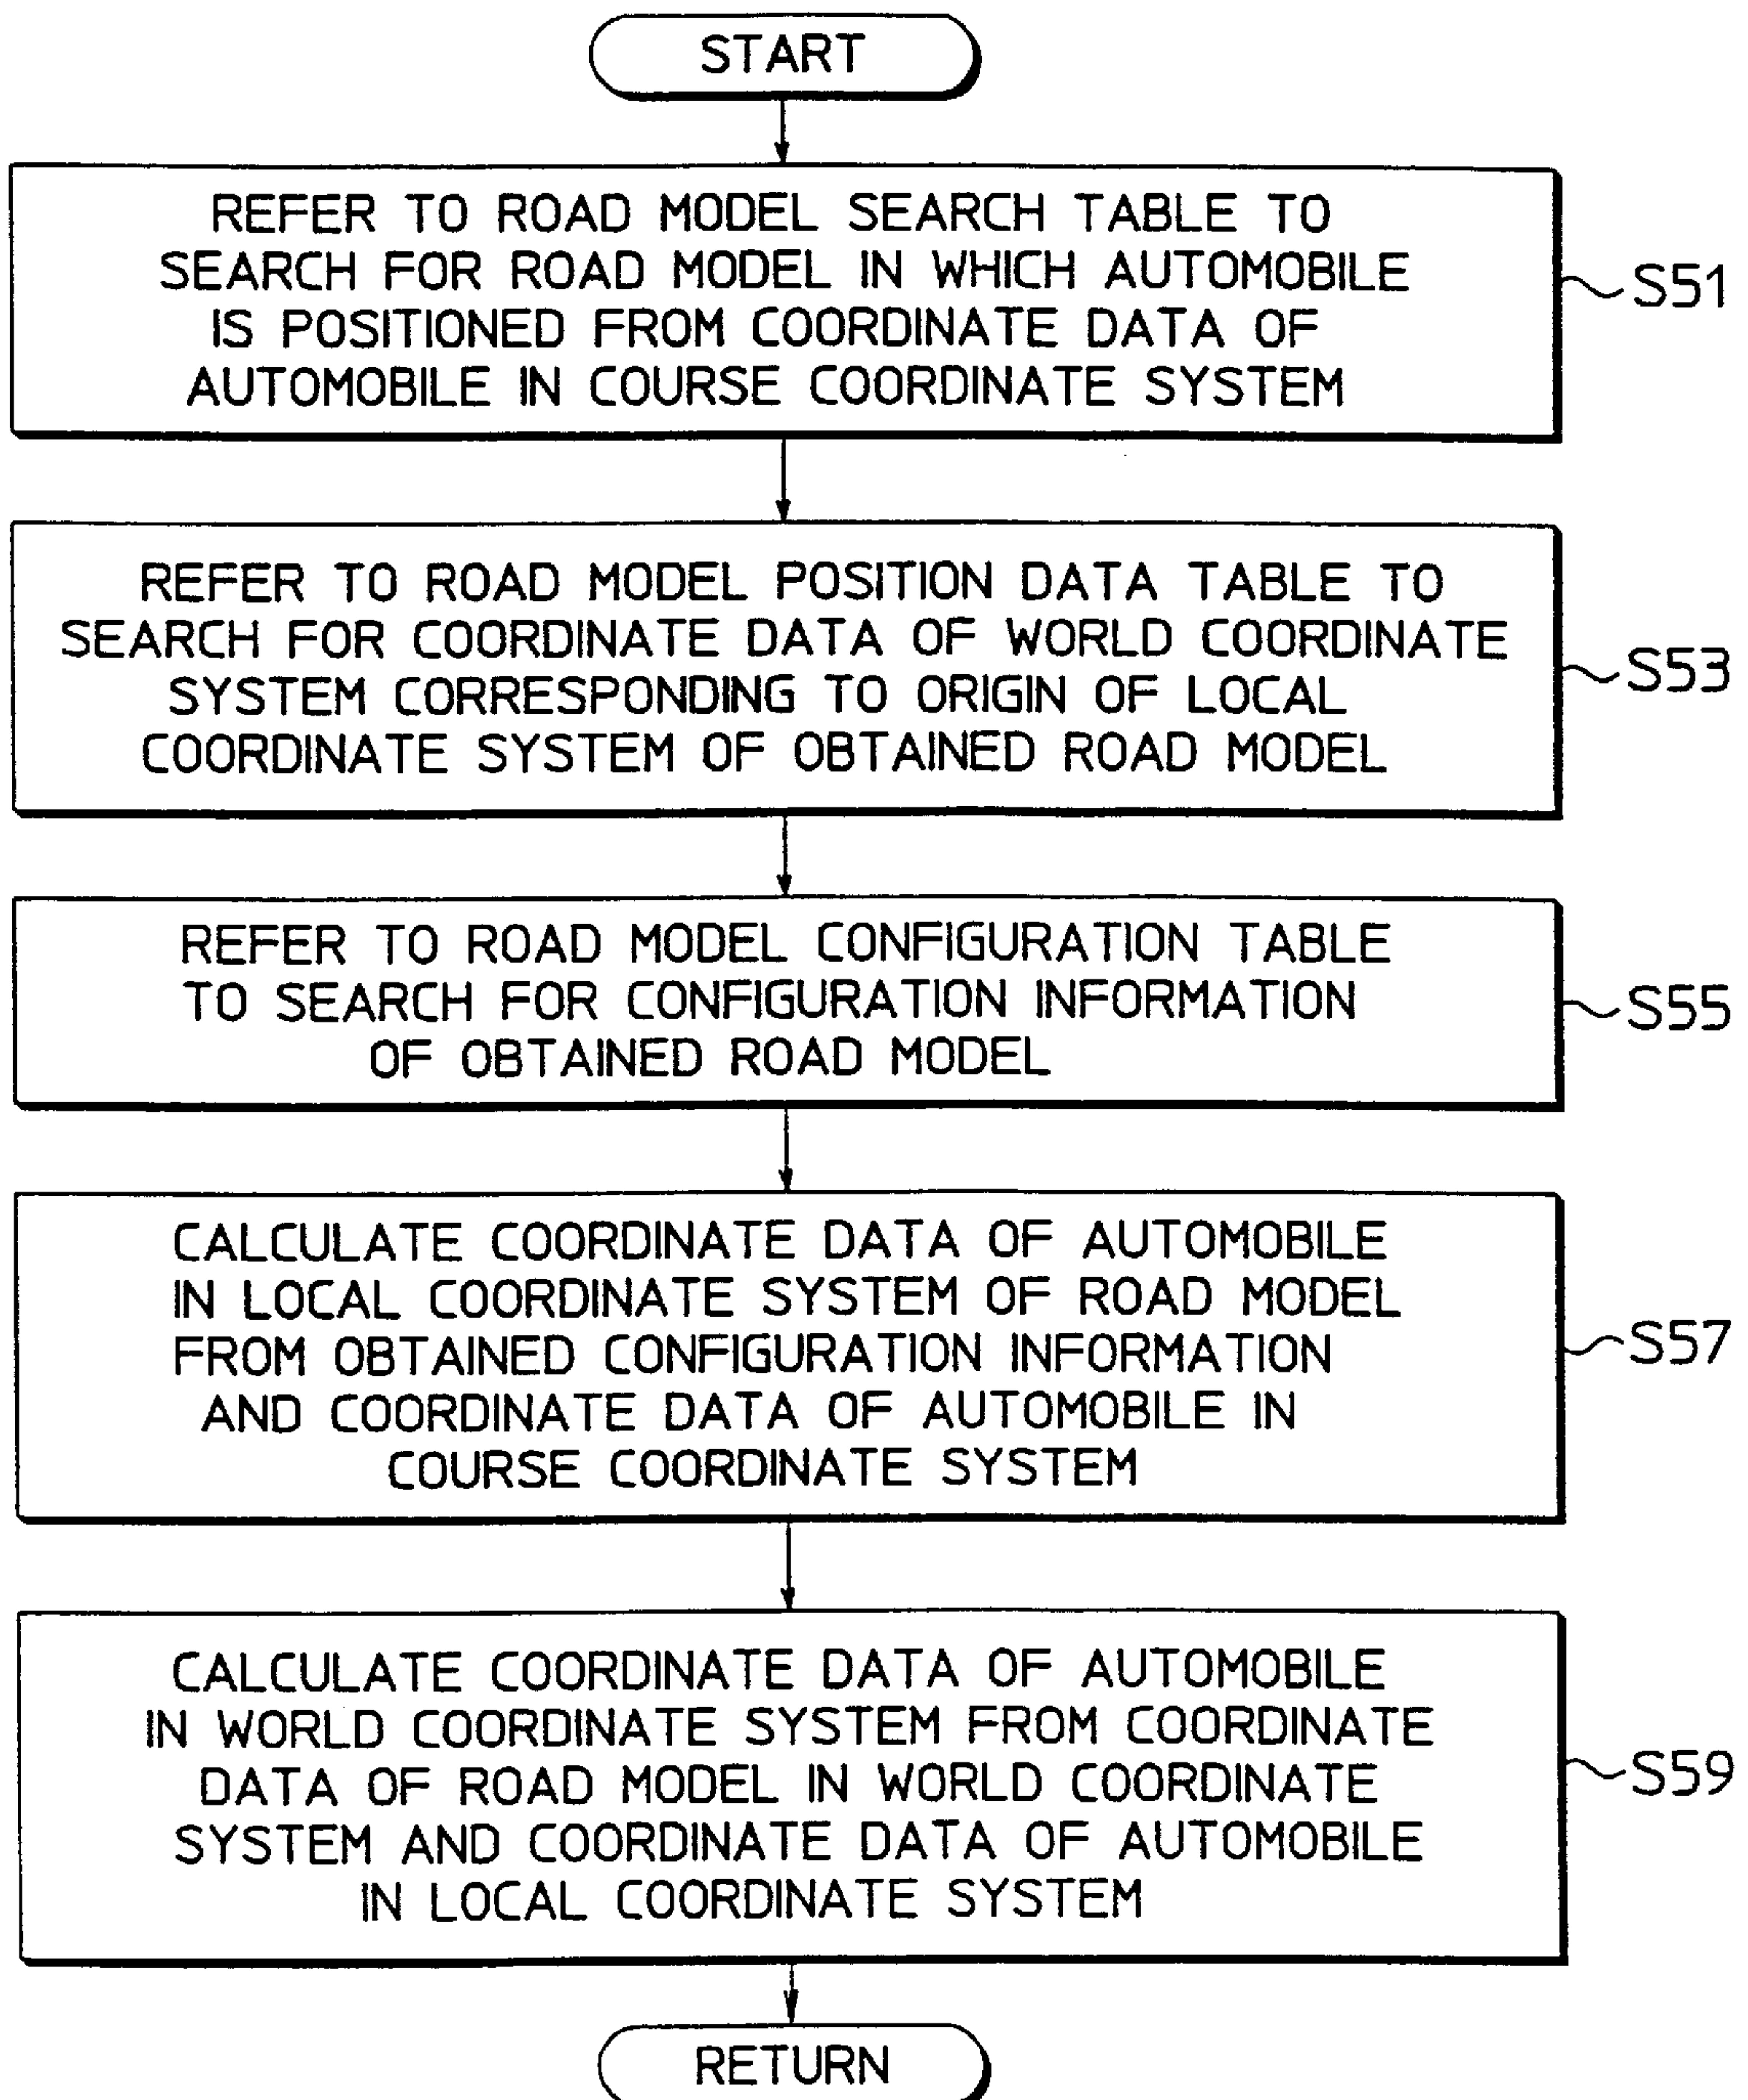 START
REFER TO ROAD MODEL SEARCH TABLE TO
SEARCH FOR ROAD MODEL IN WHICH AUTOMOBILE
IS POSITIONED FROM COORDINATE DATA OF
AUTOMOBILE IN COURSE COORDINATE SYSTEM
S51
REFER TO ROAD MODEL POSITION DATA TABLE TO
SEARCH FOR COORDINATE DATA OF WORLD COORDINATE
SYSTEM CORRESPONDING TO ORIGIN OF LOCAL
COORDINATE SYSTEM OF OBTAINED ROAD MODEL
S53
REFER TO ROAD MODEL CONFIGURATION TABLE
TO SEARCH FOR CONFIGURATION INFORMATION
OF OBTAINED ROAD MODEL
S55
CALCULATE COORDINATE DATA OF AUTOMOBILE
IN LOCAL COORDINATE SYSTEM OF ROAD MODEL
FROM OBTAINED CONFIGURATION INFORMATION
AND COORDINATE DATA OF AUTOMOBILE IN
COURSE COORDINATE SYSTEM
S57
CALCULATE COORDINATE DATA OF AUTOMOBILE
IN WORLD COORDINATE SYSTEM FROM COORDINATE
DATA OF ROAD MODEL IN WORLD COORDINATE
SYSTEM AND COORDINATE DATA OF AUTOMOBILE
IN LOCAL COORDINATE SYSTEM
S59
RETURN